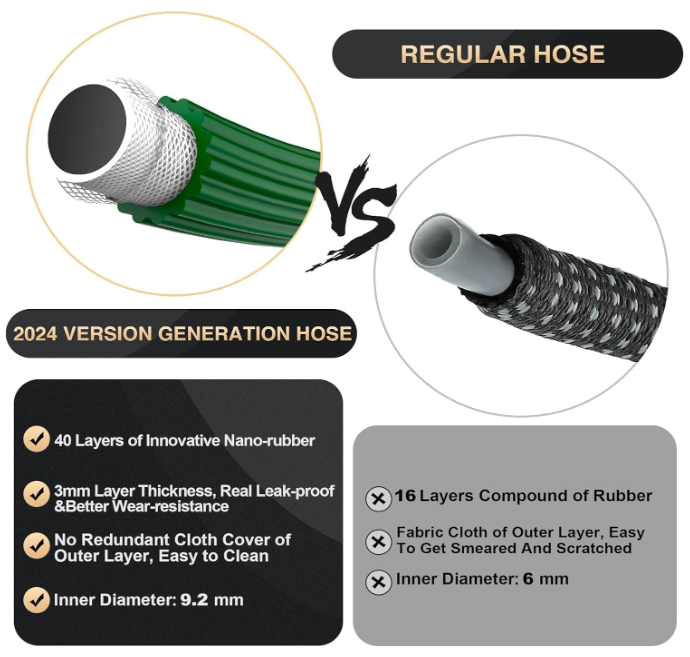 REGULAR HOSE
VS
2024 VERSION GENERATION HOSE
40 Layers of Innovative Nano-rubber
3mm Layer Thickness, Real Leak-proof
&Better Wear-resistance
No Redundant Cloth Cover of
Outer Layer, Easy to Clean
Inner Diameter: 9.2 mm
16 Layers Compound of Rubber
Fabric Cloth of Outer Layer, Easy
To Get Smeared And Scratched
Inner Diameter: 6 mm